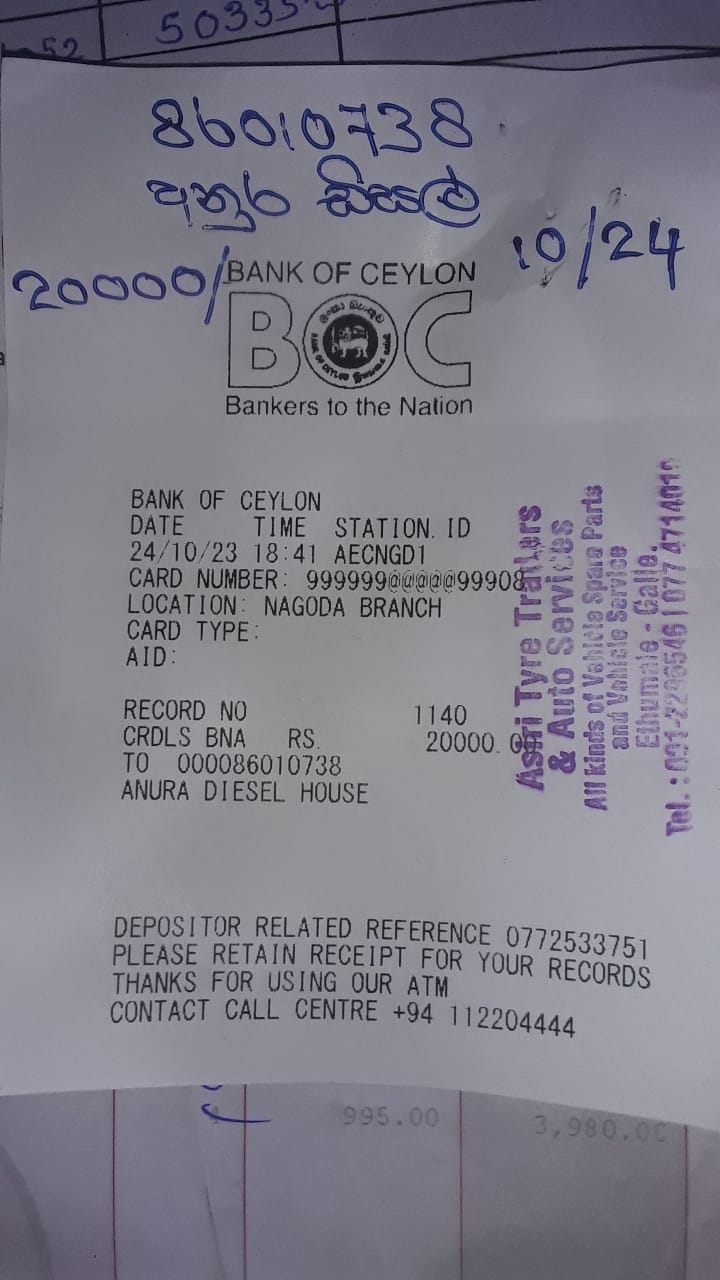 50335
52
86010738
අනුර ඩීසල්
10/24
20000/
BANK OF CEYLON
BOC
Bankers to the Nation
BANK OF CEYLON
DATE TIME STATION. ID
24/10/23 18:41 AECNGD1
CARD NUMBER: 999999@@@@@99908
LOCATION: NAGODA BRANCH
CARD TYPE:
AID:
RECORD NO 1140
CRDLS BNA RS. 20000.00
TO 000086010738
ANURA DIESEL HOUSE
DEPOSITOR RELATED REFERENCE 0772533751
PLEASE RETAIN RECEIPT FOR YOUR RECORDS
THANKS FOR USING OUR ATM
CONTACT CALL CENTRE +94 112204444
Tyre Traders
& Auto Services
All Kinds of Vehicle Spare Parts
and Vehicle Service
Ethumale - Galle.
Tel. :
995.00 3,980.00